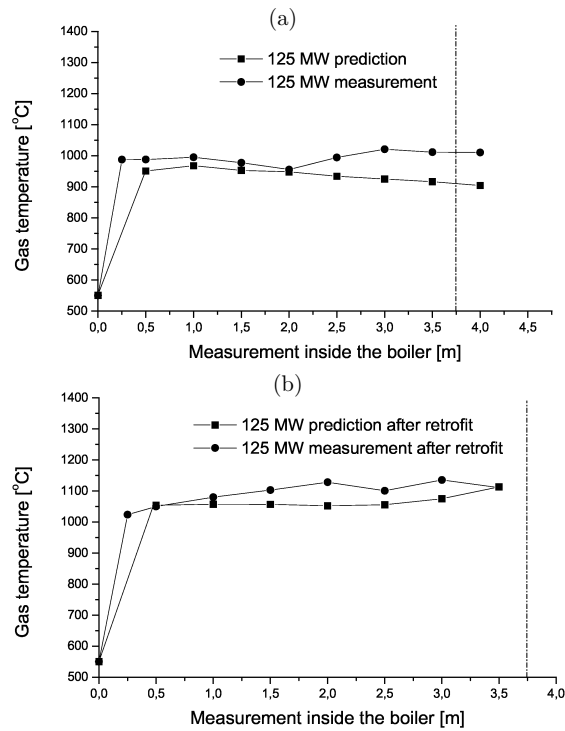 (a)
1400
1300
1200
1100
1000
900
800
700
600
500
Gas temperature [°C]
125 MW prediction
125 MW measurement
0,0 0,5 1,0 1,5 2,0 2,5 3,0 3,5 4,0 4,5
Measurement inside the boiler [m]
(b)
1400
1300
1200
1100
1000
900
800
700
600
500
Gas temperature [°C]
125 MW prediction after retrofit
125 MW measurement after retrofit
0,0 0,5 1,0 1,5 2,0 2,5 3,0 3,5 4,0
Measurement inside the boiler [m]